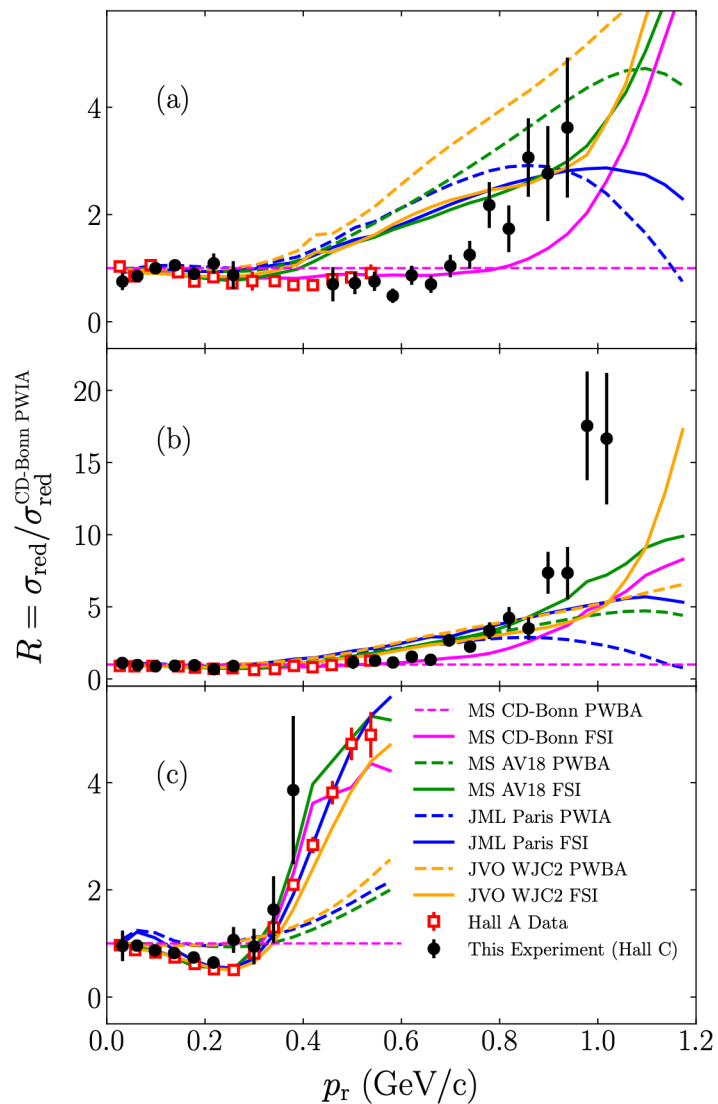 (a)
4
2
0
(b)
20
15
10
5
0
R = σred/σredCD-Bonn PWIA
(c)
4
2
0
MS CD-Bonn PWBA
MS CD-Bonn FSI
MS AV18 PWBA
MS AV18 FSI
JML Paris PWIA
JML Paris FSI
JVO WJC2 PWBA
JVO WJC2 FSI
Hall A Data
This Experiment (Hall C)
0.0 0.2 0.4 0.6 0.8 1.0 1.2
pr (GeV/c)